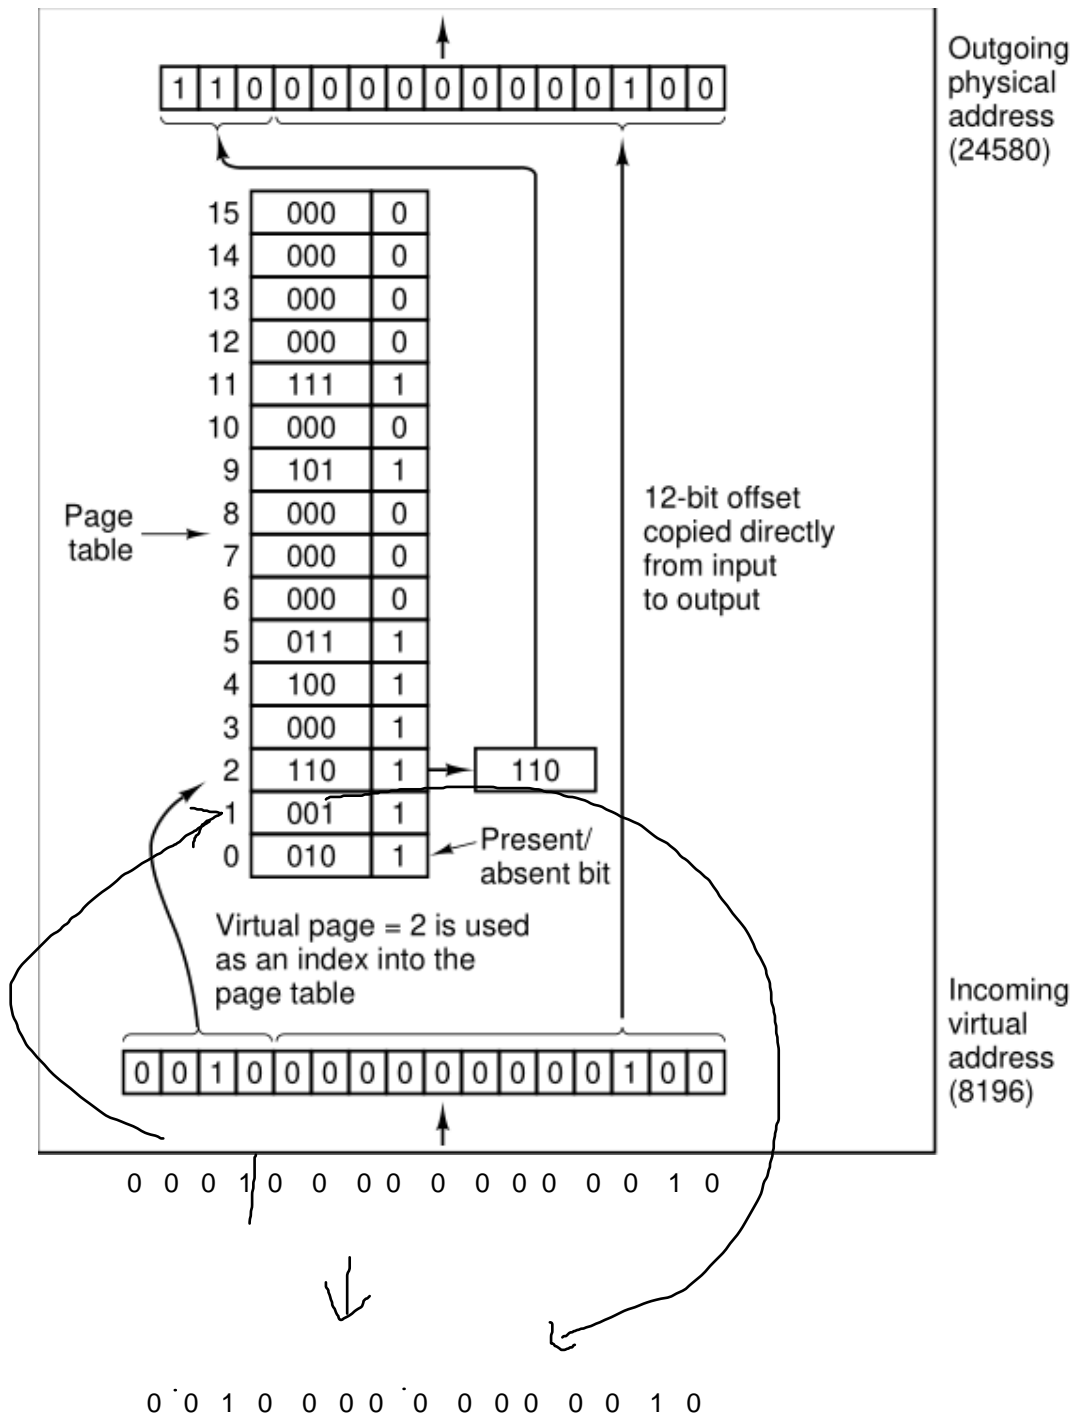 1 1 0 0 0 0 0 0 0 0 0 0 1 0 0
Outgoing
physical
address
(24580)
15 000 0
14 000 0
13 000 0
12 000 0
11 111 1
10 000 0
9 101 1
8 000 0
7 000 0
6 000 0
5 011 1
4 100 1
3 000 1
2 110 1 110
1 001 1
0 010 1
Page
table
12-bit offset
copied directly
from input
to output
Present/
absent bit
Virtual page = 2 is used
as an index into the
page table
0 0 1 0 0 0 0 0 0 0 0 0 0 1 0 0
Incoming
virtual
address
(8196)
0 0 0 1 0 0 0 0 0 0 0 0 0 0 1 0
0 0 1 0 0 0 0 0 0 0 0 0 0 1 0